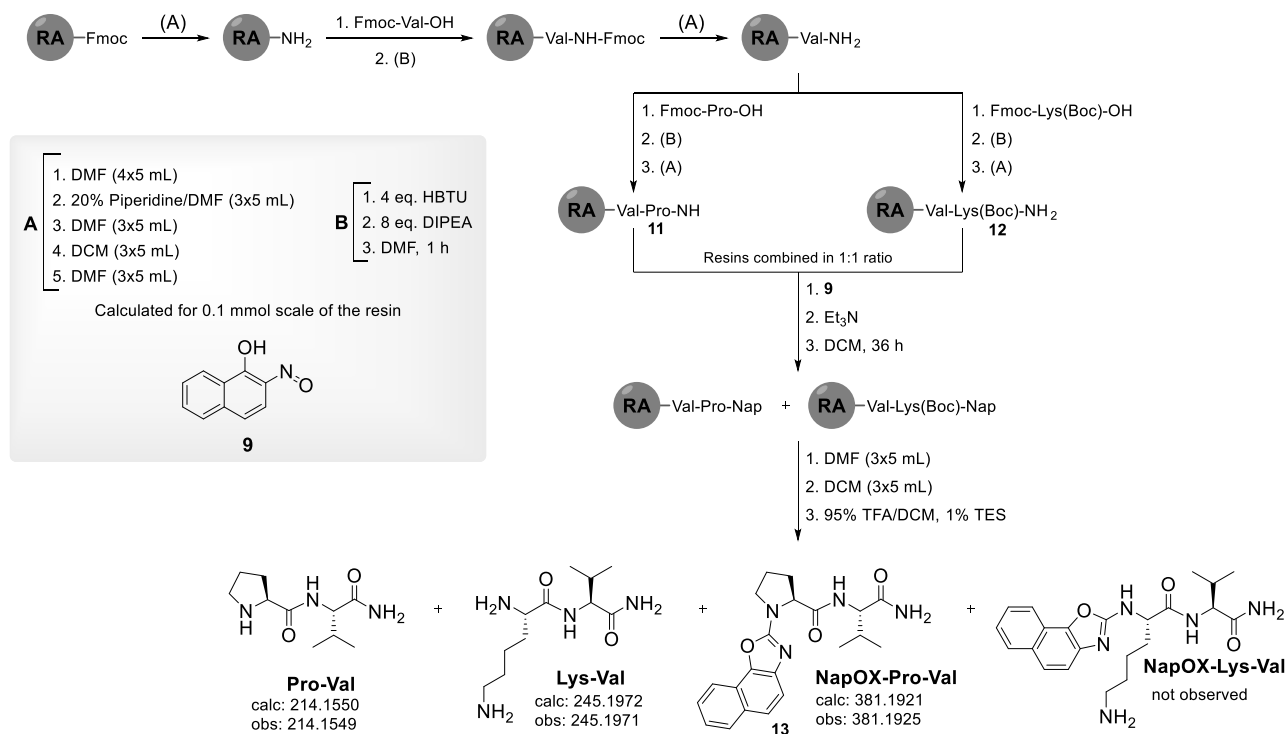 RA Fmoc (A) RA NH2 1. Fmoc-Val-OH 2. (B) RA Val-NH-Fmoc (A) RA Val-NH2
1. Fmoc-Pro-OH
2. (B)
3. (A)
1. Fmoc-Lys(Boc)-OH
2. (B)
3. (A)
A
1. DMF (4x5 mL)
2. 20% Piperidine/DMF (3x5 mL)
3. DMF (3x5 mL)
4. DCM (3x5 mL)
5. DMF (3x5 mL)
B
1. 4 eq. HBTU
2. 8 eq. DIPEA
3. DMF, 1 h
Calculated for 0.1 mmol scale of the resin
OH
N
O
9
RA Val-Pro-NH
11
RA Val-Lys(Boc)-NH2
12
Resins combined in 1:1 ratio
1. 9
2. Et3N
3. DCM, 36 h
RA Val-Pro-Nap + RA Val-Lys(Boc)-Nap
1. DMF (3x5 mL)
2. DCM (3x5 mL)
3. 95% TFA/DCM, 1% TES
N
H
O
H
N
O
NH2
Pro-Val
calc: 214.1550
obs: 214.1549
+
H2N
O
N
H
O
NH2
NH2
Lys-Val
calc: 245.1972
obs: 245.1971
+
N
O
H
N
O
NH2
O
N
NapOX-Pro-Val
calc: 381.1921
obs: 381.1925
13
+
O
N
H
N
O
N
H
O
NH2
NH2
NapOX-Lys-Val
not observed